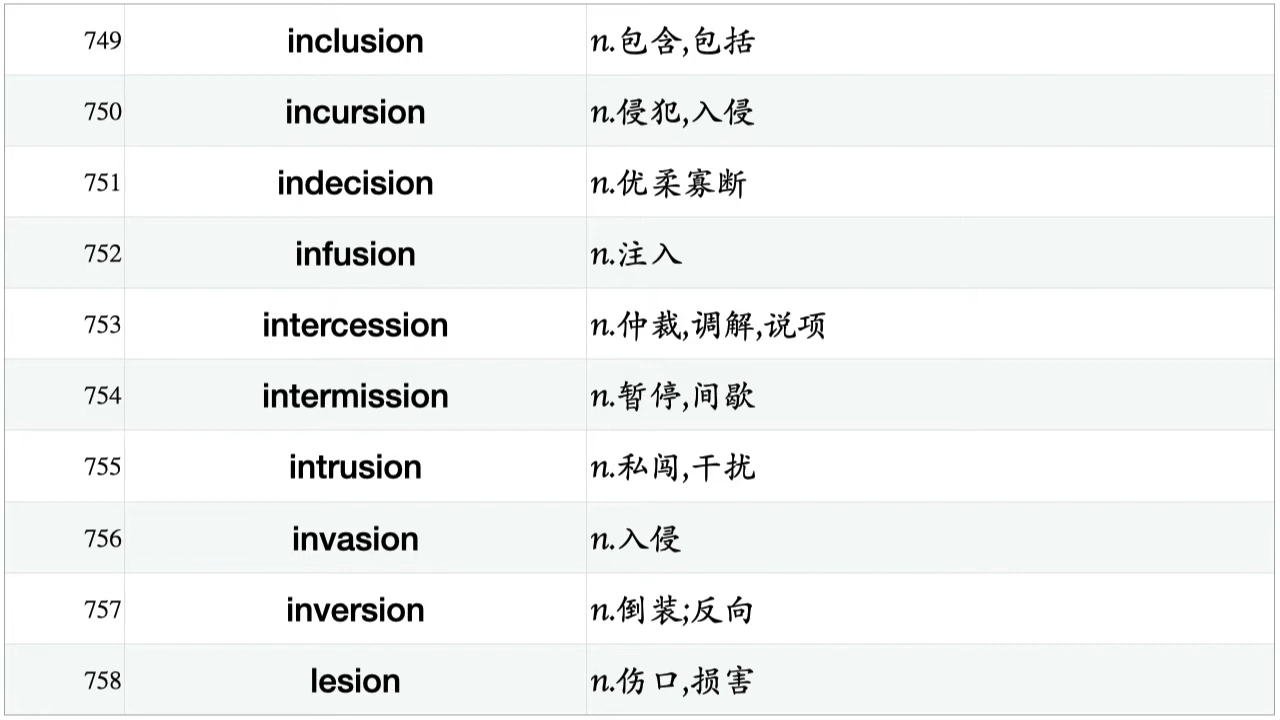 749 inclusion n.包含,包括
750 incursion n.侵犯,入侵
751 indecision n.优柔寡断
752 infusion n.注入
753 intercession n.仲裁,调解,说项
754 intermission n.暂停,间歇
755 intrusion n.私闯,干扰
756 invasion n.入侵
757 inversion n.倒装;反向
758 lesion n.伤口,损害